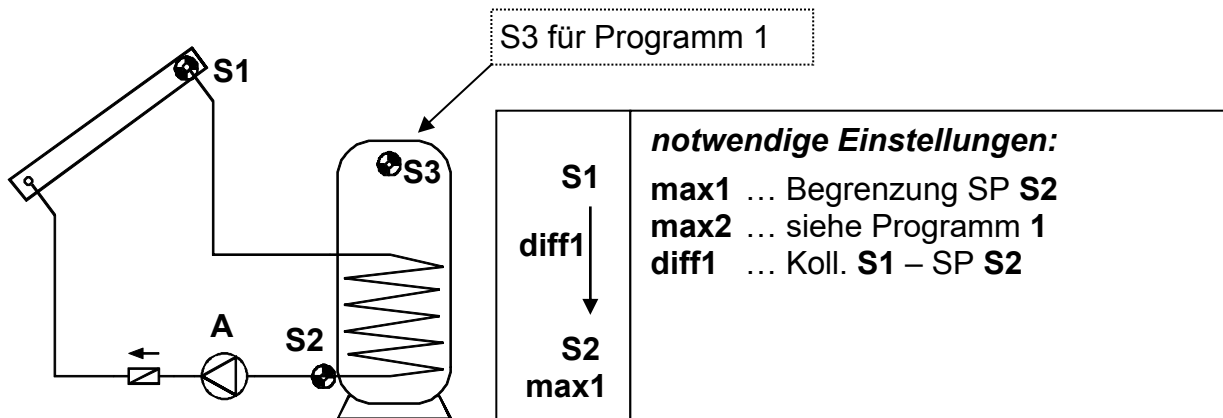 S3 für Programm 1
S1
S3
A
S2
S1
diff1
S2
max1
notwendige Einstellungen:
max1 … Begrenzung SP S2
max2 … siehe Programm 1
diff1 … Koll. S1 – SP S2